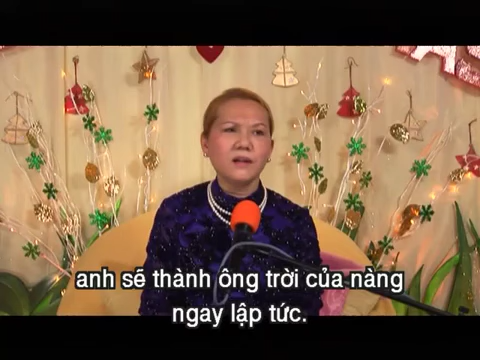 anh sẽ thành ông trời của nàng
ngay lập tức.